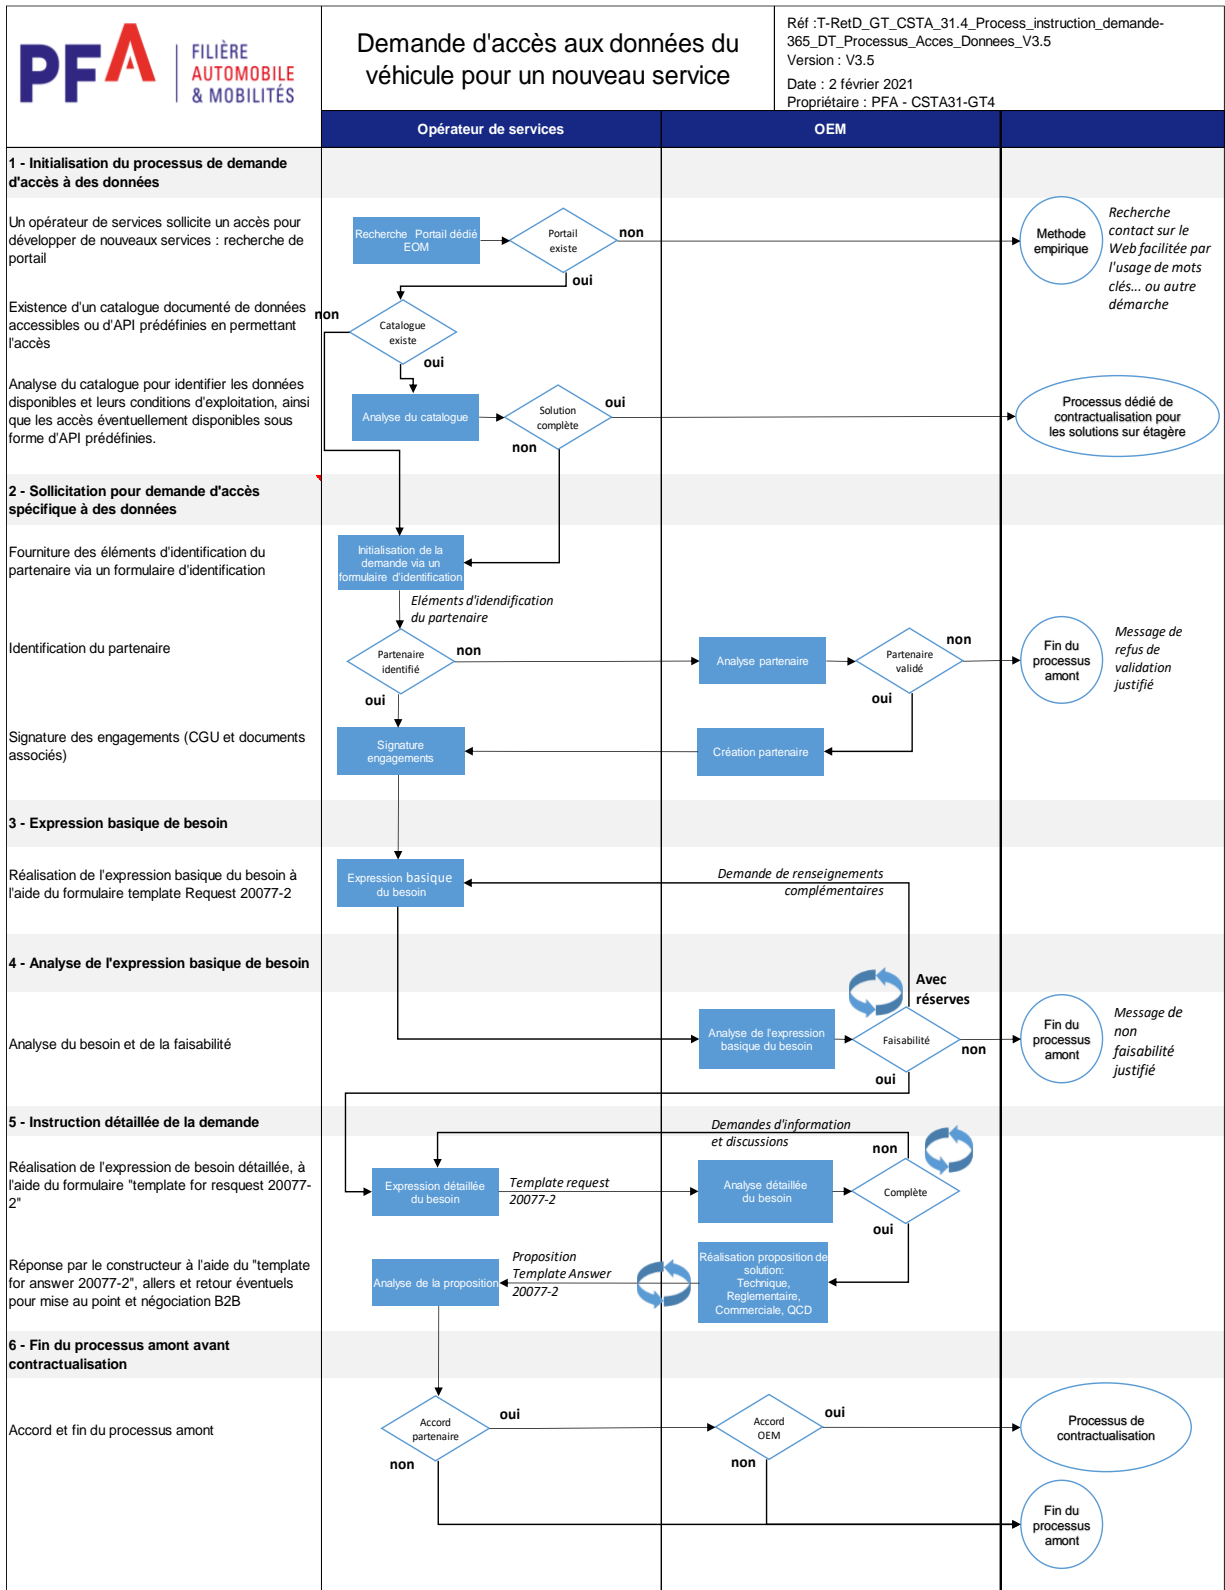 PFA
FILIÈRE
AUTOMOBILE
& MOBILITÉS
Demande d'accès aux données du
véhicule pour un nouveau service
Réf :T-RetD_GT_CSTA_31.4_Process_instruction_demande-
365_DT_Processus_Acces_Donnees_V3.5
Version : V3.5
Date : 2 février 2021
Propriétaire : PFA - CSTA31-GT4
Opérateur de services
OEM
1 - Initialisation du processus de demande
d'accès à des données
Un opérateur de services sollicite un accès pour
développer de nouveaux services : recherche de
portail
Recherche Portail dédié
EOM
Portail
existe
non
oui
Methode
empirique
Recherche
contact sur le
Web facilitée par
l'usage de mots
clés... ou autre
démarche
Existence d'un catalogue documenté de données
accessibles ou d'API prédéfinies en permettant
l'accès
non
Catalogue
existe
oui
Analyse du catalogue pour identifier les données
disponibles et leurs conditions d'exploitation, ainsi
que les accès éventuellement disponibles sous
forme d'API prédéfinies.
Analyse du catalogue
Solution
complète
oui
non
Processus dédié de
contractualisation pour
les solutions sur étagère
2 - Sollicitation pour demande d'accès
spécifique à des données
Fourniture des éléments d'identification du
partenaire via un formulaire d'identification
Initialisation de la
demande via un
formulaire d'identification
Eléments d'idendification
du partenaire
Identification du partenaire
Partenaire
identifié
non
oui
Analyse partenaire
Partenaire
validé
non
oui
Fin du
processus
amont
Message de
refus de
validation
justifié
Signature des engagements (CGU et documents
associés)
Signature
engagements
Création partenaire
3 - Expression basique de besoin
Réalisation de l'expression basique du besoin à
l'aide du formulaire template Request 20077-2
Expression basique
du besoin
Demande de renseignements
complémentaires
4 - Analyse de l'expression basique de besoin
Avec
réserves
Analyse du besoin et de la faisabilité
Analyse de l'expression
basique du besoin
Faisabilité
non
oui
Fin du
processus
amont
Message de
non
faisabilité
justifié
5 - Instruction détaillée de la demande
Demandes d'information
et discussions
non
Réalisation de l'expression de besoin détaillée, à
l'aide du formulaire "template for resquest 20077-
2"
Expression détaillée
du besoin
Template request
20077-2
Analyse détaillée
du besoin
Complète
oui
Réponse par le constructeur à l'aide du "template
for answer 20077-2", allers et retour éventuels
pour mise au point et négociation B2B
Analyse de la proposition
Proposition
Template Answer
20077-2
Réalisation proposition de
solution:
Technique,
Reglementaire,
Commerciale, QCD
6 - Fin du processus amont avant
contractualisation
Accord et fin du processus amont
Accord
partenaire
oui
non
Accord
OEM
oui
non
Processus de
contractualisation
Fin du
processus
amont